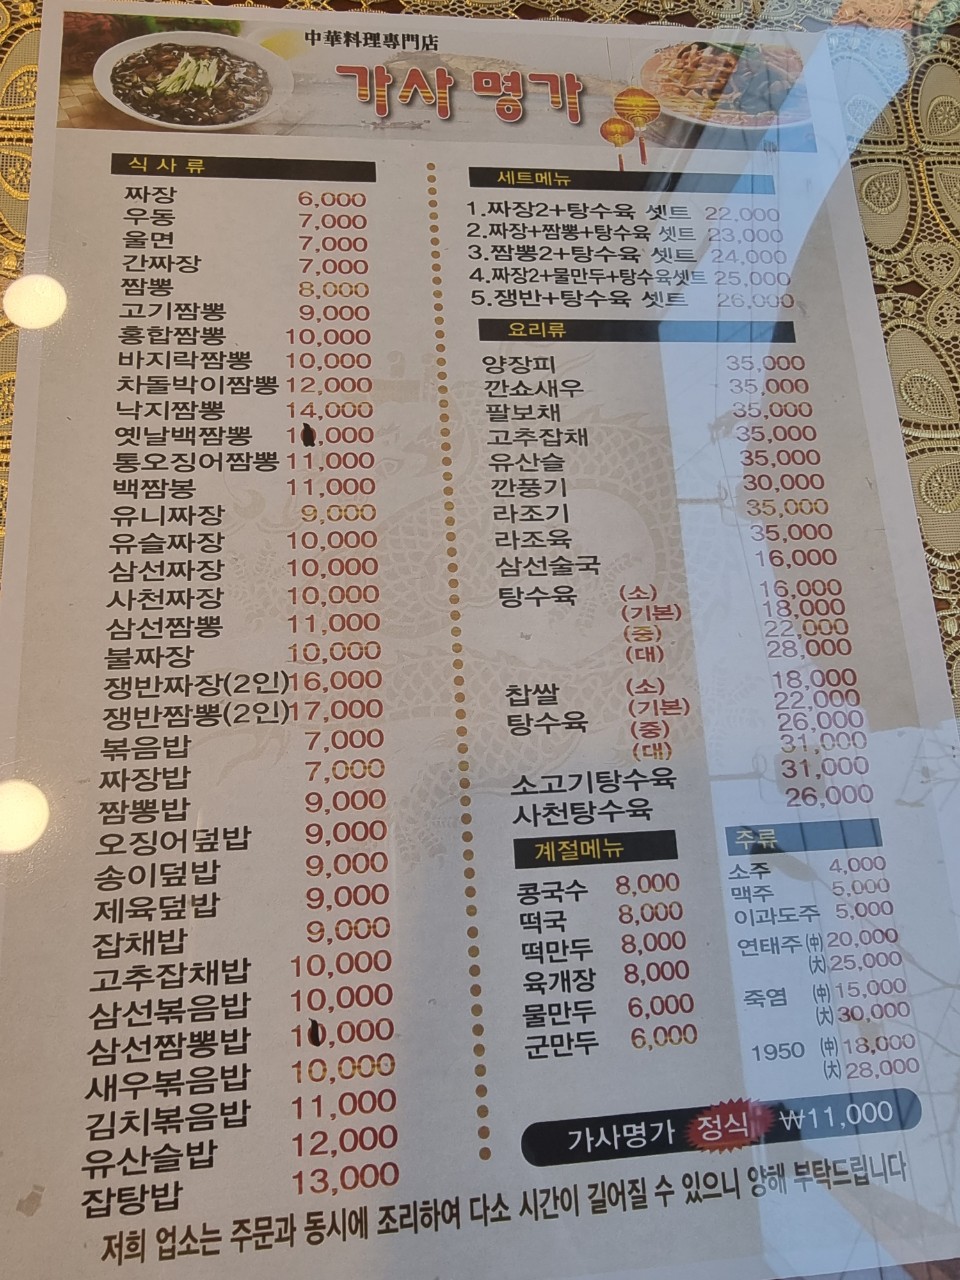 中華料理專門店
가사 명가
식사류
짜장 6,000
우동 7,000
울면 7,000
간짜장 7,000
짬뽕 8,000
고기짬뽕 9,000
홍합짬뽕 10,000
바지락짬뽕 10,000
차돌박이짬뽕 12,000
낙지짬뽕 14,000
옛날백짬뽕
통오징어짬뽕 11,000
백짬봉 11,000
유니짜장 9,000
유슬짜장 10,000
삼선짜장 10,000
사천짜장 10,000
삼선짬뽕 11,000
불짜장 10,000
쟁반짜장(2인) 16,000
쟁반짬뽕(2인) 17,000
볶음밥 7,000
짜장밥 7,000
짬뽕밥 9,000
오징어덮밥 9,000
송이덮밥 9,000
제육덮밥 9,000
잡채밥 9,000
고추잡채밥 10,000
삼선볶음밥 10,000
삼선짬뽕밥
새우볶음밥 10,000
김치볶음밥 11,000
유산슬밥 12,000
잡탕밥 13,000
세트메뉴
1.짜장2+탕수육 셋트 22,000
2.짜장+짬뽕+탕수육 셋트 23,000
3.짬뽕2+탕수육 셋트 24,000
4.짜장2+물만두+탕수육셋트 25,000
5.쟁반+탕수육 셋트 26,000
요리류
양장피 35,000
깐쇼새우 35,000
팔보채 35,000
고추잡채 35,000
유산슬 35,000
깐풍기 30,000
라조기 35,000
라조육 35,000
삼선술국 16,000
탕수육 (소) 16,000
(기본) 18,000
(중) 22,000
(대) 28,000
찹쌀 (소) 18,000
탕수육 (기본) 22,000
(중) 26,000
(대) 31,000
소고기탕수육 31,000
사천탕수육 26,000
계절메뉴
콩국수 8,000
떡국 8,000
떡만두 8,000
육개장 8,000
물만두 6,000
군만두 6,000
주류
소주 4,000
맥주 5,000
이과도주 5,000
연태주 (中) 20,000
(大) 25,000
죽염 (中) 15,000
(大) 30,000
1950 (中) 18,000
(大) 28,000
가사명가 정식 ₩11,000
저희 업소는 주문과 동시에 조리하여 다소 시간이 길어질 수 있으니 양해 부탁드립니다